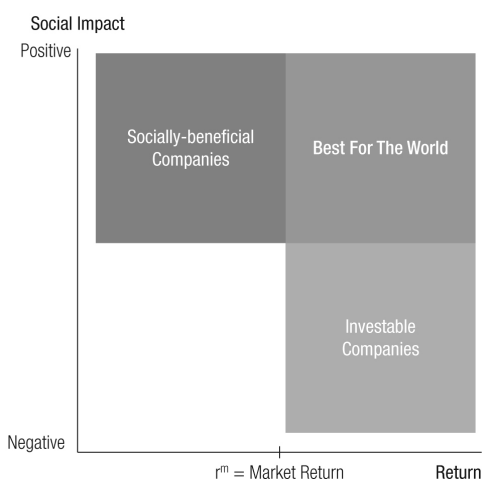 Social Impact
Positive
Socially-beneficial
Companies
Best For The World
Investable
Companies
Negative
rᵐ = Market Return
Return